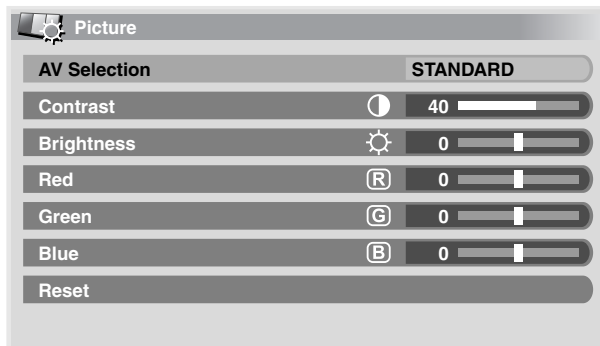 Picture
AV Selection STANDARD
Contrast 40
Brightness 0
Red R 0
Green G 0
Blue B 0
Reset